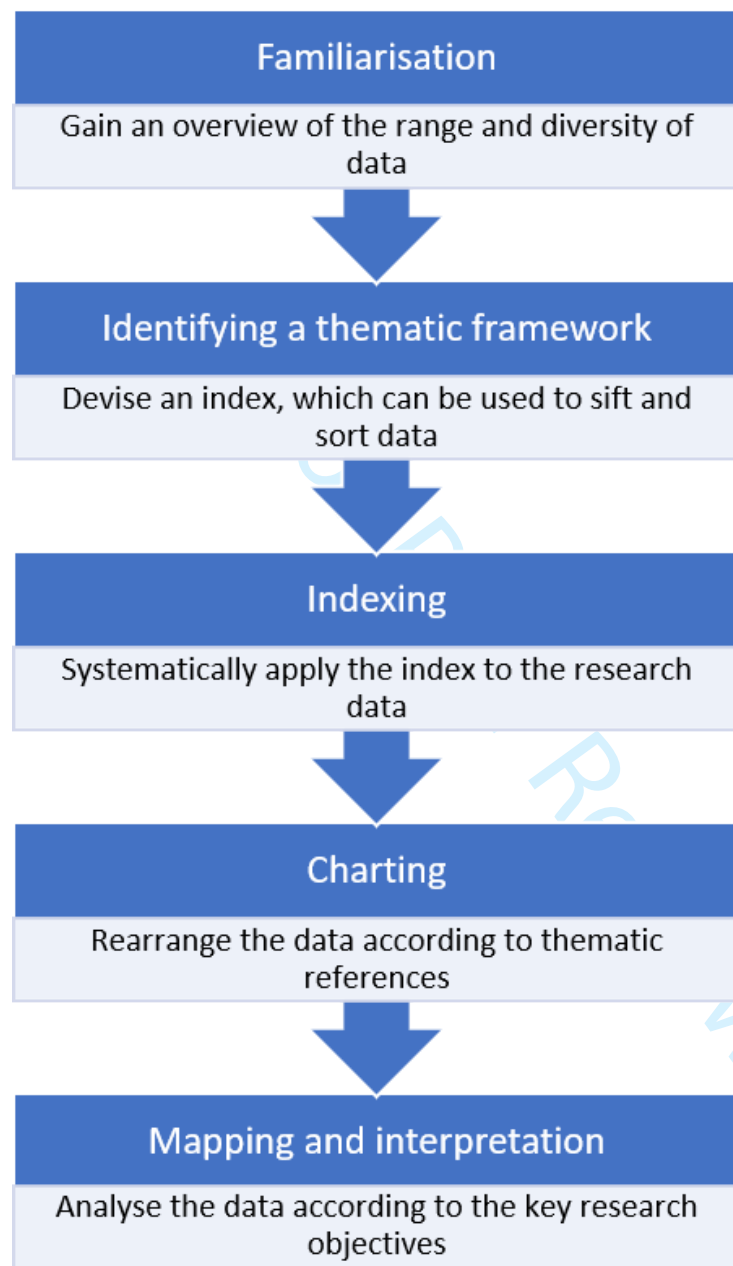 Familiarisation
Gain an overview of the range and diversity of
data
Identifying a thematic framework
Devise an index, which can be used to sift and
sort data
Indexing
Systematically apply the index to the research
data
Charting
Rearrange the data according to thematic
references
Mapping and interpretation
Analyse the data according to the key research
objectives